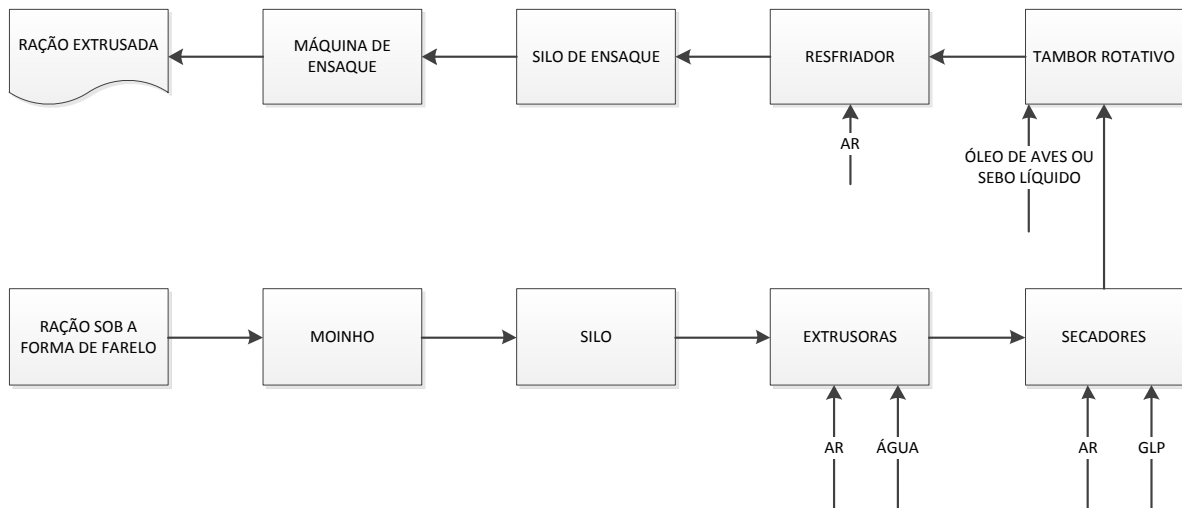 RAÇÃO EXTRUSADA
MÁQUINA DE
ENSAQUE
SILO DE ENSAQUE
RESFRIADOR
TAMBOR ROTATIVO
AR
ÓLEO DE AVES OU
SEBO LÍQUIDO
RAÇÃO SOB A
FORMA DE FARELO
MOINHO
SILO
EXTRUSORAS
SECADORES
AR
ÁGUA
AR
GLP